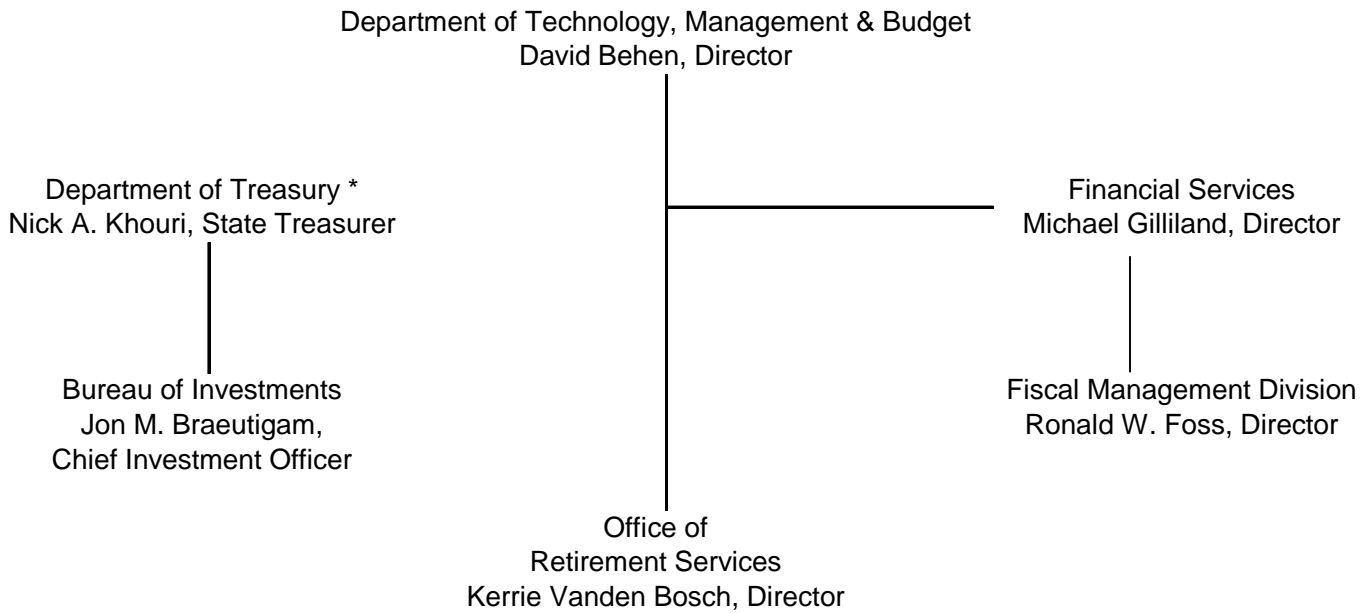 Department of Technology, Management & Budget
David Behen, Director
Department of Treasury *
Nick A. Khouri, State Treasurer
Financial Services
Michael Gilliland, Director
Bureau of Investments
Jon M. Braeutigam,
Chief Investment Officer
Fiscal Management Division
Ronald W. Foss, Director
Office of
Retirement Services
Kerrie Vanden Bosch, Director